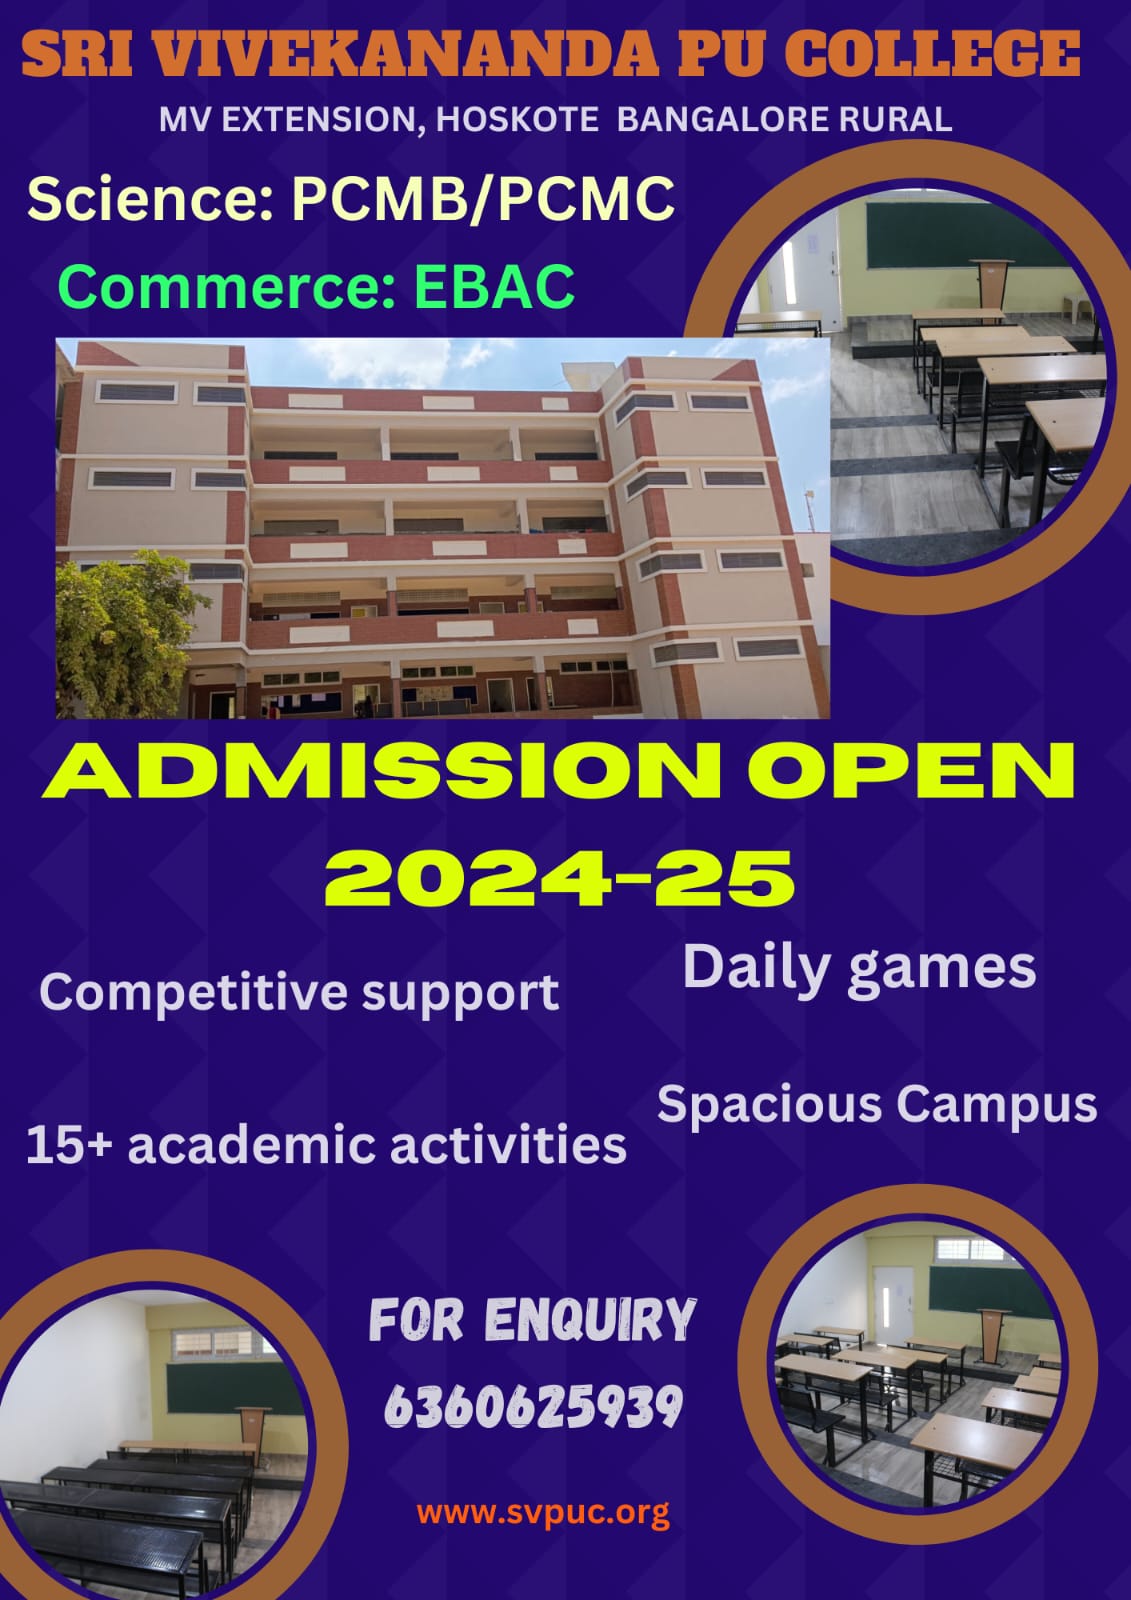 SRI VIVEKANANDA PU COLLEGE
MV EXTENSION, HOSKOTE BANGALORE RURAL
Science: PCMB/PCMC
Commerce: EBAC
ADMISSION OPEN
2024-25
Competitive support
Daily games
15+ academic activities
Spacious Campus
FOR ENQUIRY
6360625939
www.svpuc.org